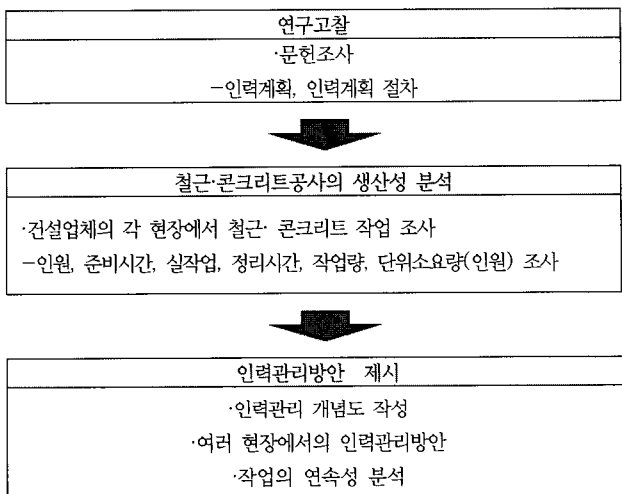 연구고찰
·문헌조사
-인력계획, 인력계획 절차
철근·콘크리트공사의 생산성 분석
·건설업체의 각 현장에서 철근· 콘크리트 작업 조사
-인원, 준비시간, 실작업, 정리시간, 작업량, 단위소요량(인원) 조사
인력관리방안 제시
·인력관리 개념도 작성
·여러 현장에서의 인력관리방안
·작업의 연속성 분석